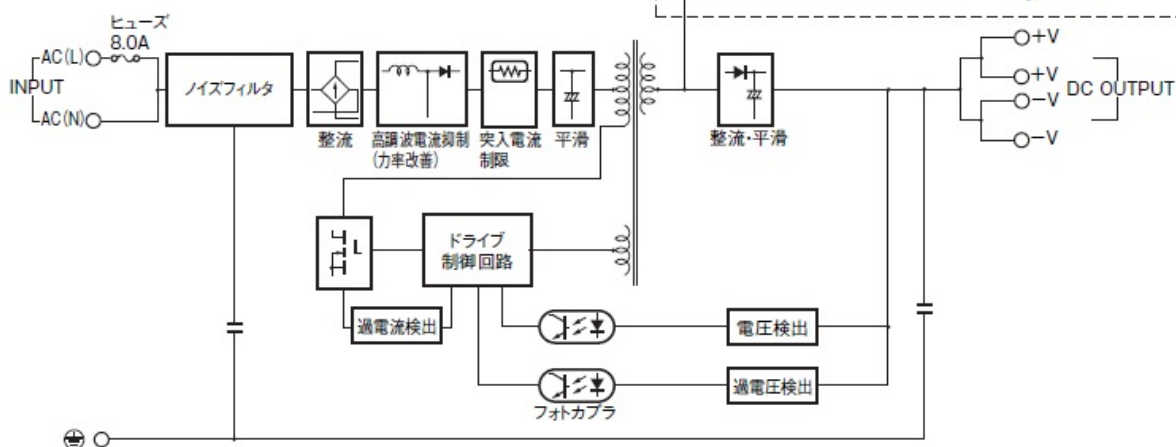 ヒューズ
8.0A
AC(L)
INPUT
AC(N)
ノイズフィルタ
整流
高調波電流抑制
(力率改善)
突入電流
制限
平滑
整流・平滑
+V
+V
DC OUTPUT
-V
-V
ドライブ
制御回路
過電流検出
電圧検出
過電圧検出
フォトカプラ